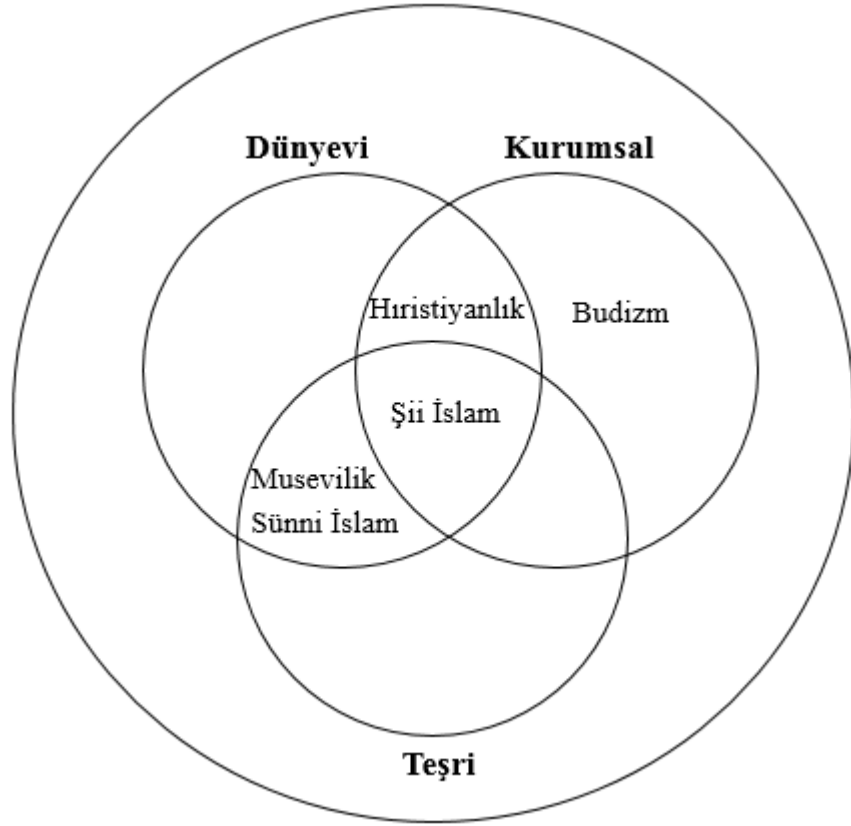 Dünyevi
Kurumsal
Hıristiyanlık
Budizm
Şii İslam
Musevilik
Sünni İslam
Teşri